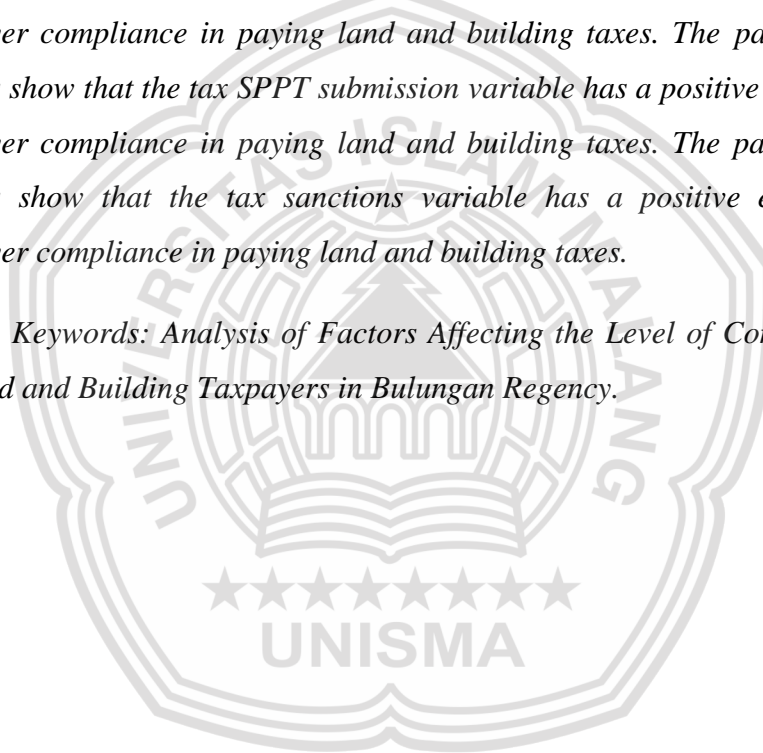 er compliance in paying land and building taxes. The pa
show that the tax SPPT submission variable has a positive
er compliance in paying land and building taxes. The pa
show that the tax sanctions variable has a positive e
er compliance in paying land and building taxes.
Keywords: Analysis of Factors Affecting the Level of Co
d and Building Taxpayers in Bulungan Regency.
UNIVERSITAS ISLAM MALANG
UNISMA